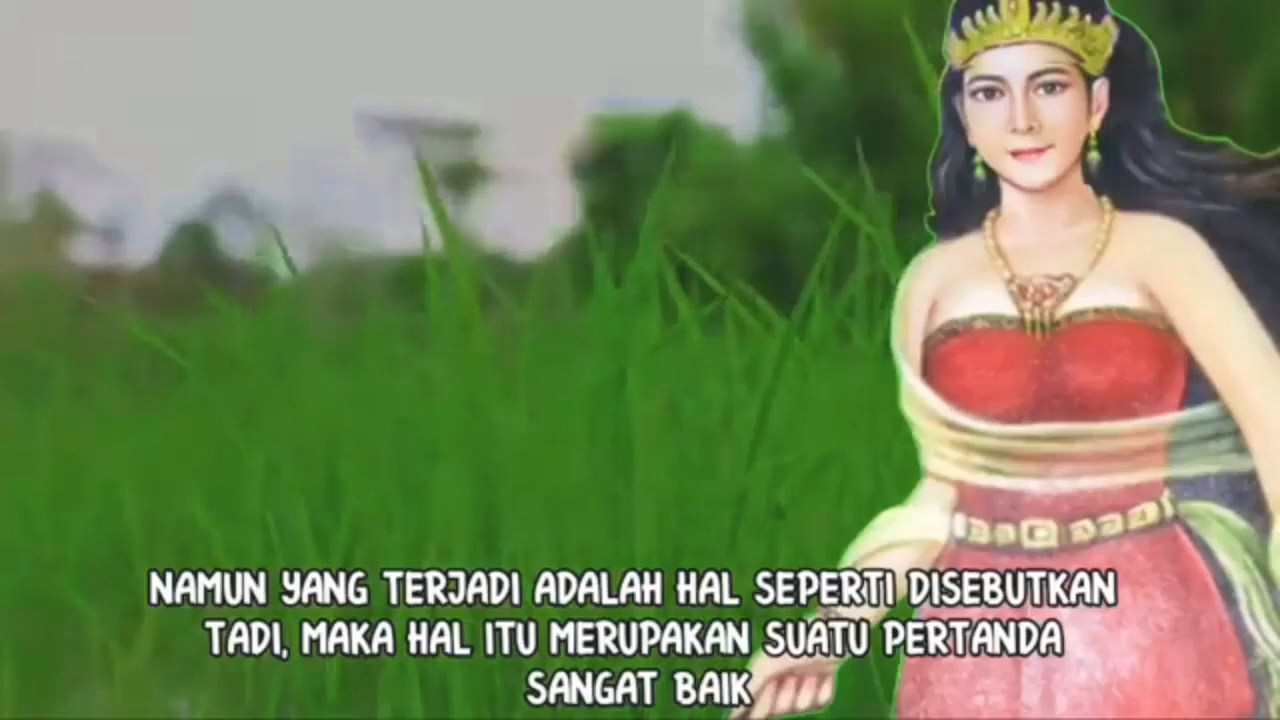 NAMUN YANG TERJADI ADALAH HAL SEPERTI DISEBUTKAN
TADI, MAKA HAL ITU MERUPAKAN SUATU PERTANDA
SANGAT BAIK